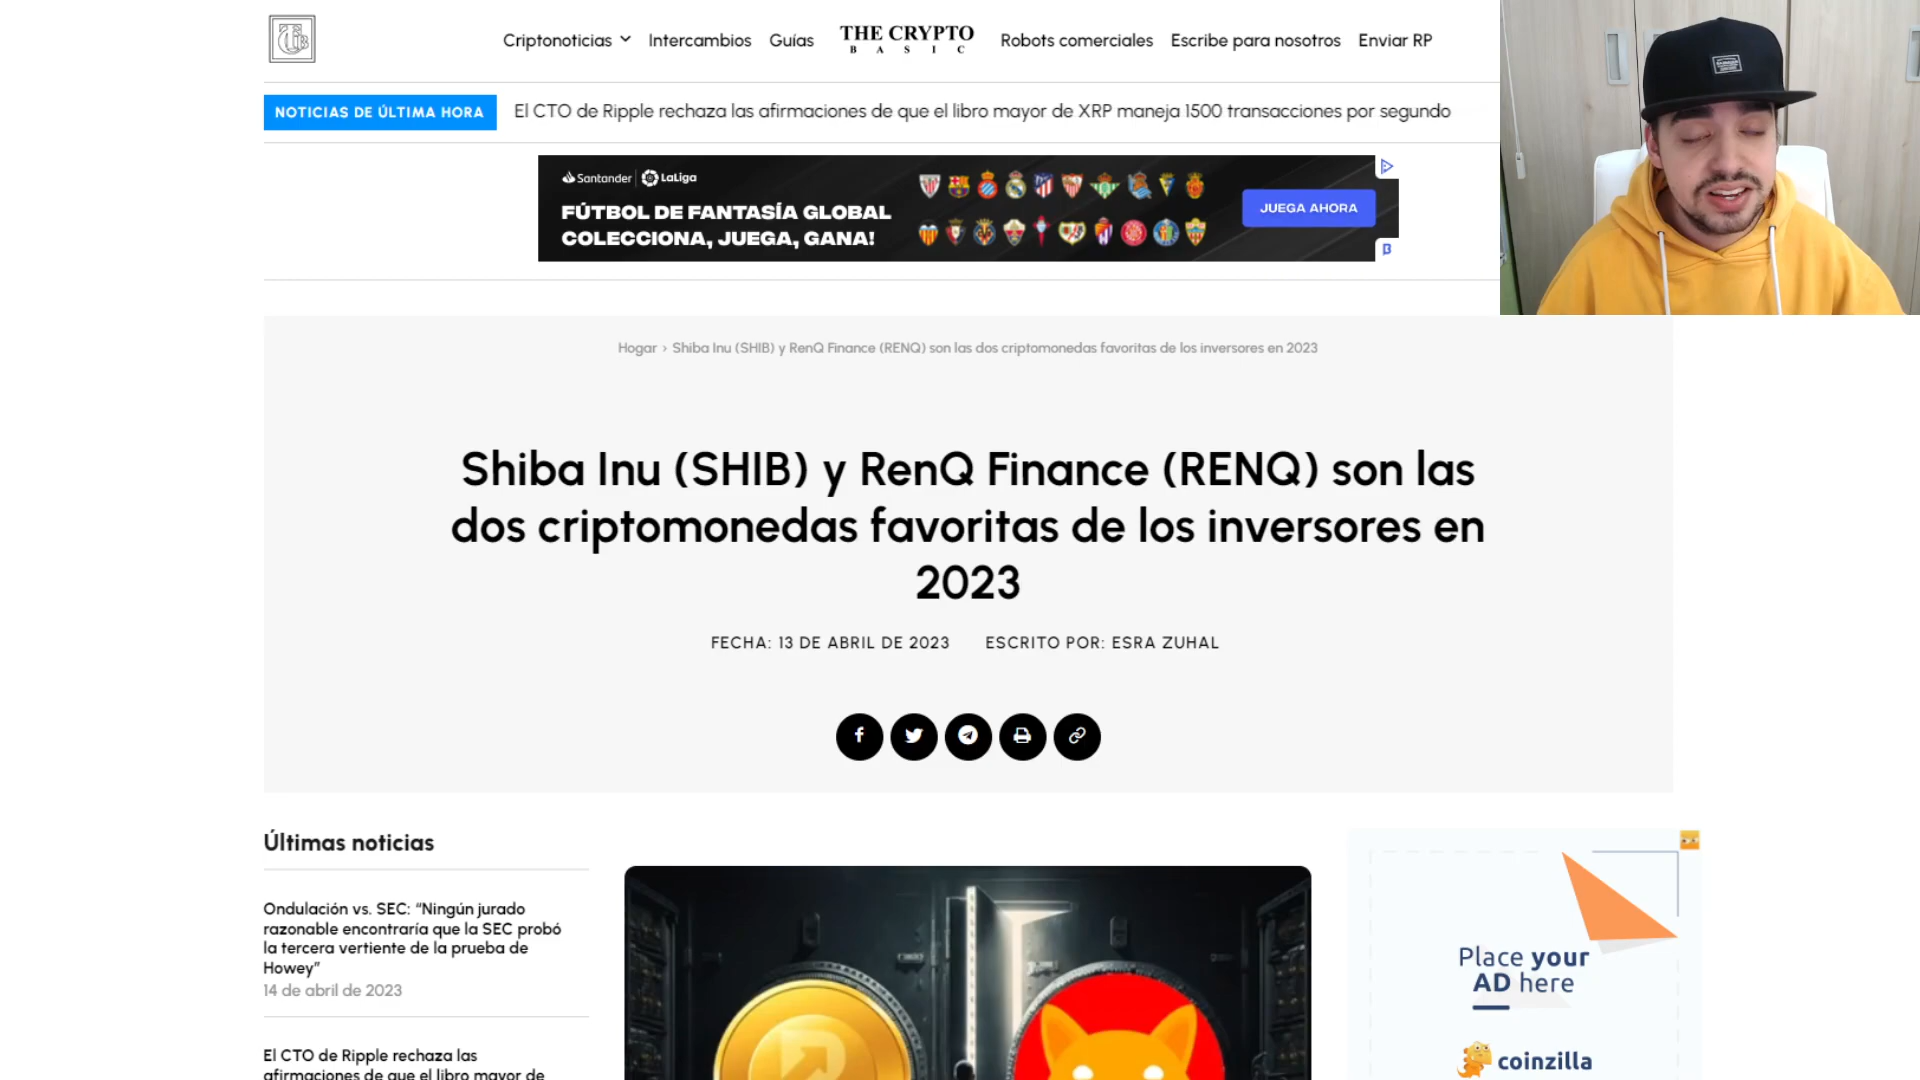 Criptonoticias
Intercambios
Guías
THE CRYPTO
BASIC
Robots comerciales
Escribe para nosotros
Enviar RP
NOTICIAS DE ÚLTIMA HORA
El CTO de Ripple rechaza las afirmaciones de que el libro mayor de XRP maneja 1500 transacciones por segundo
Santander
LaLiga
FÚTBOL DE FANTASÍA GLOBAL
COLECCIONA, JUEGA, GANA!
JUEGA AHORA
Hogar › Shiba Inu (SHIB) y RenQ Finance (RENQ) son las dos criptomonedas favoritas de los inversores en 2023
Shiba Inu (SHIB) y RenQ Finance (RENQ) son las
dos criptomonedas favoritas de los inversores en
2023
FECHA: 13 DE ABRIL DE 2023
ESCRITO POR: ESRA ZUHAL
Últimas noticias
Ondulación vs. SEC: “Ningún jurado
razonable encontraría que la SEC probó
la tercera vertiente de la prueba de
Howey”
14 de abril de 2023
El CTO de Ripple rechaza las
afirmaciones de que el libro mayor de
Place your
AD here
coinzilla